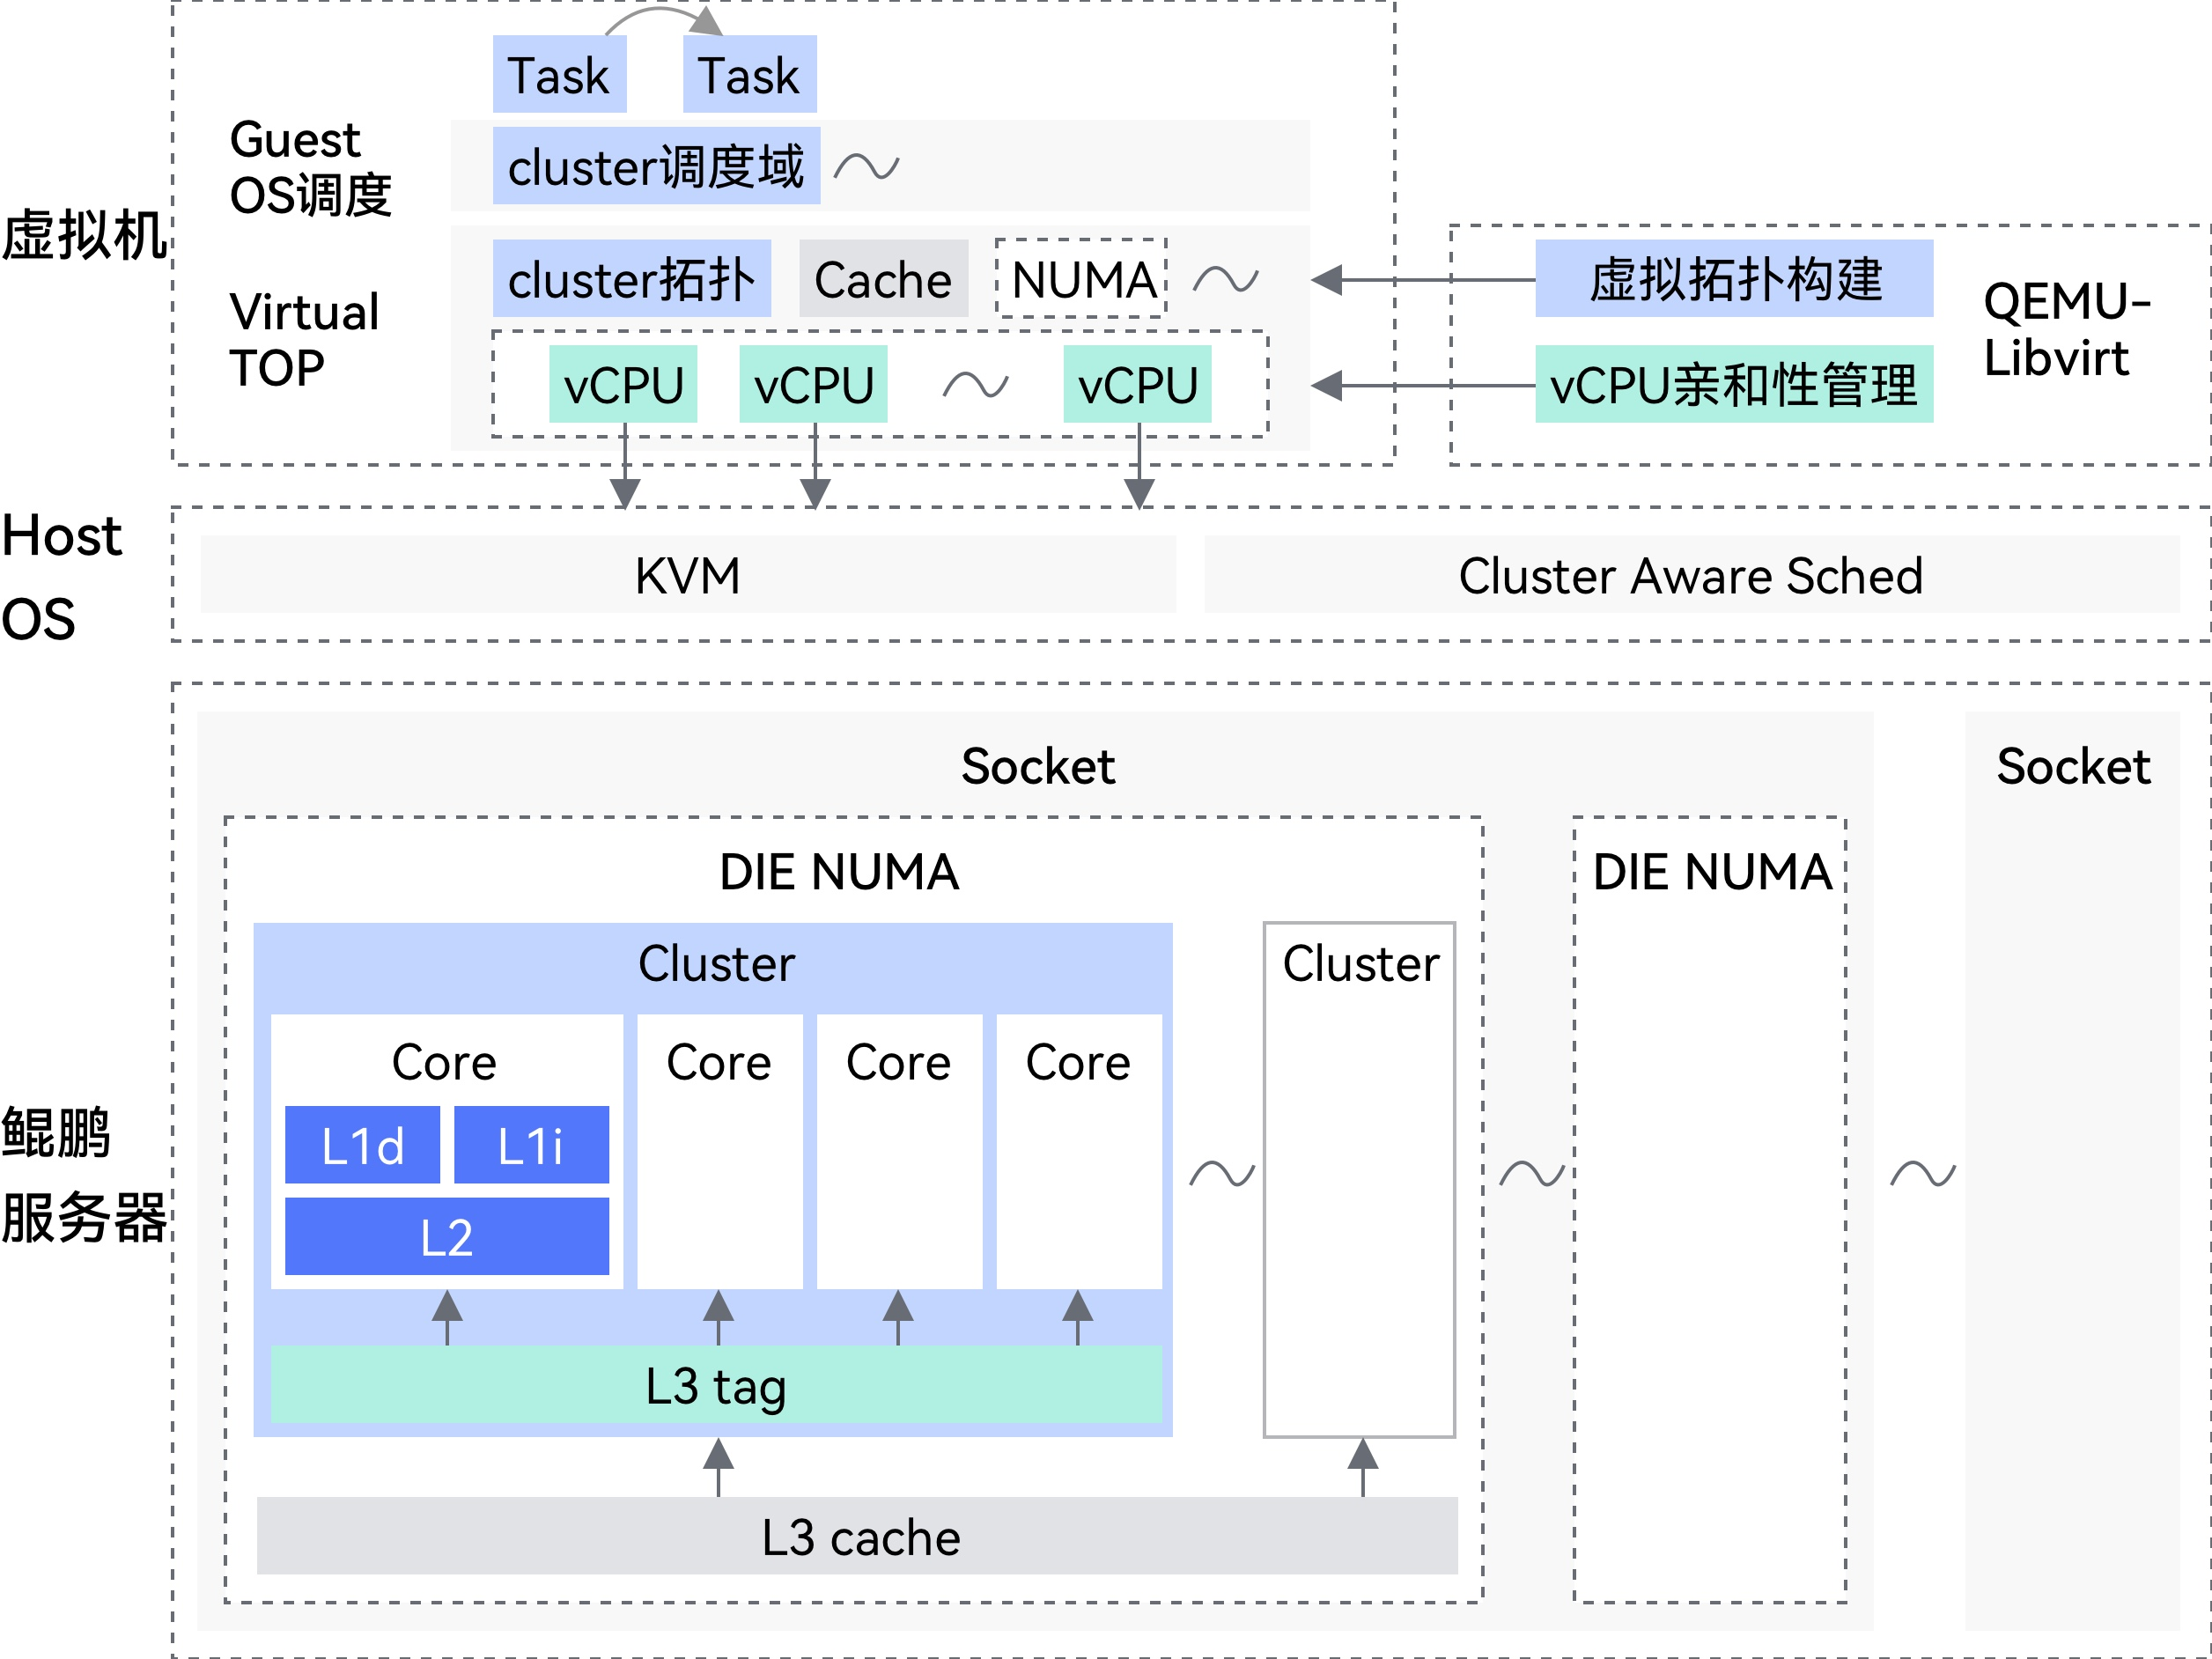 Task
Task
Guest
OS调度
cluster调度域
虚拟机
Virtual
TOP
cluster拓扑
Cache
NUMA
vCPU
vCPU
vCPU
虚拟拓扑构建
vCPU亲和性管理
QEMU-
Libvirt
Host
OS
KVM
Cluster Aware Sched
鲲鹏
服务器
Socket
Socket
DIE NUMA
DIE NUMA
Cluster
Cluster
Core
Core
Core
Core
L1d
L1i
L2
L3 tag
L3 cache